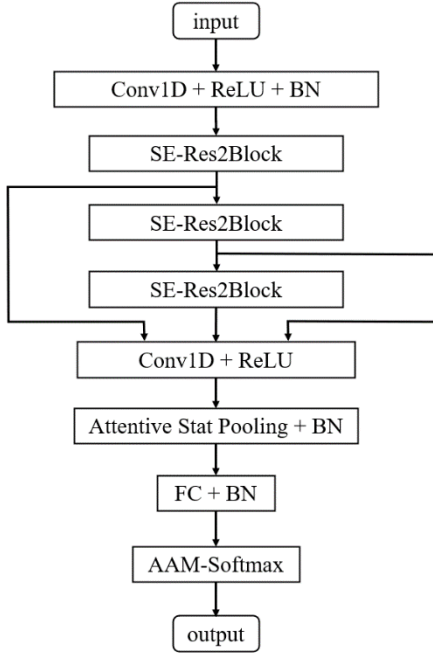 input
Conv1D + ReLU + BN
SE-Res2Block
SE-Res2Block
SE-Res2Block
Conv1D + ReLU
Attentive Stat Pooling + BN
FC + BN
AAM-Softmax
output